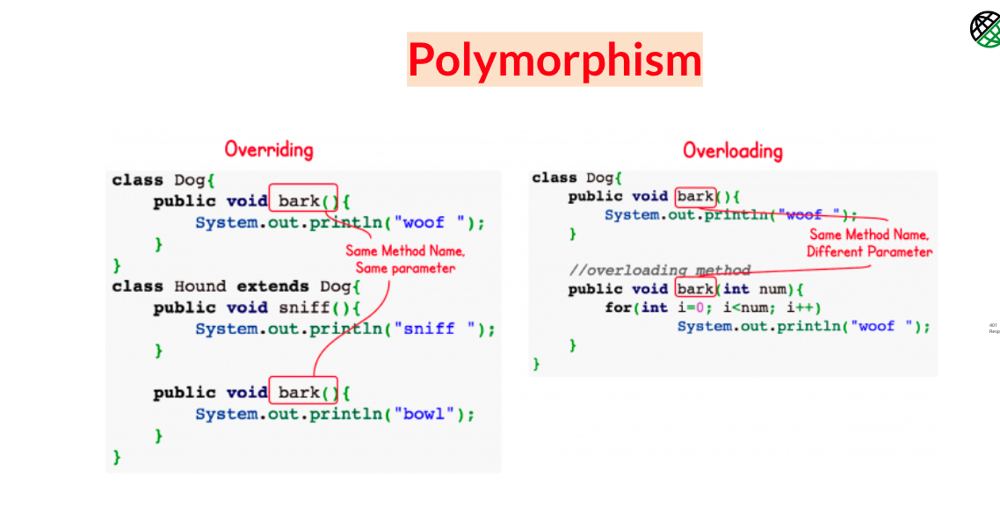 Polymorphism
Overriding
class Dog{
public void bark(){
System.out.println("woof ");
}
}
class Hound extends Dog{
public void sniff(){
System.out.println("sniff ");
}
public void bark(){
System.out.println("bowl");
}
}
Same Method Name,
Same parameter
Overloading
class Dog{
public void bark(){
System.out.println("woof ");
}
//overloading method
public void bark(int num){
for(int i=0; i<num; i++)
System.out.println("woof ");
}
}
Same Method Name,
Different Parameter
401
Resp